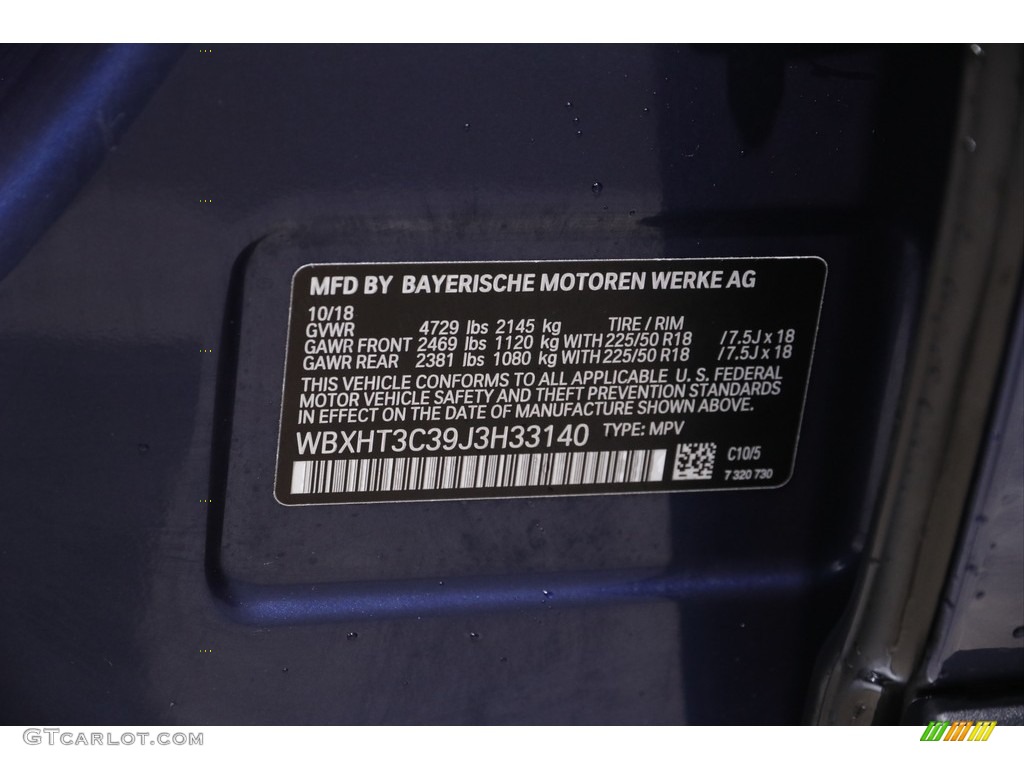 MFD BY BAYERISCHE MOTOREN WERKE AG
10/18
GVWR 4729 lbs 2145 kg TIRE / RIM
GAWR FRONT 2469 lbs 1120 kg WITH 225/50 R18 /7.5J x 18
GAWR REAR 2381 lbs 1080 kg WITH 225/50 R18 /7.5J x 18
THIS VEHICLE CONFORMS TO ALL APPLICABLE U. S. FEDERAL
MOTOR VEHICLE SAFETY AND THEFT PREVENTION STANDARDS
IN EFFECT ON THE DATE OF MANUFACTURE SHOWN ABOVE.
WBXHT3C39J3H33140 TYPE: MPV
C10/5
7 320 730
GTCarLot.com